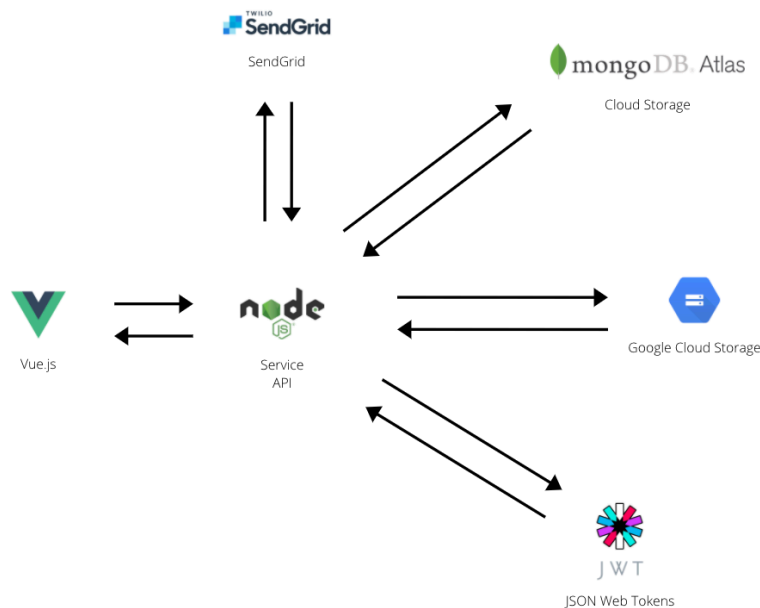 TWILIO
SendGrid
SendGrid
mongoDB. Atlas
Cloud Storage
node
JS
Vue.js
Service
API
Google Cloud Storage
JWT
JSON Web Tokens